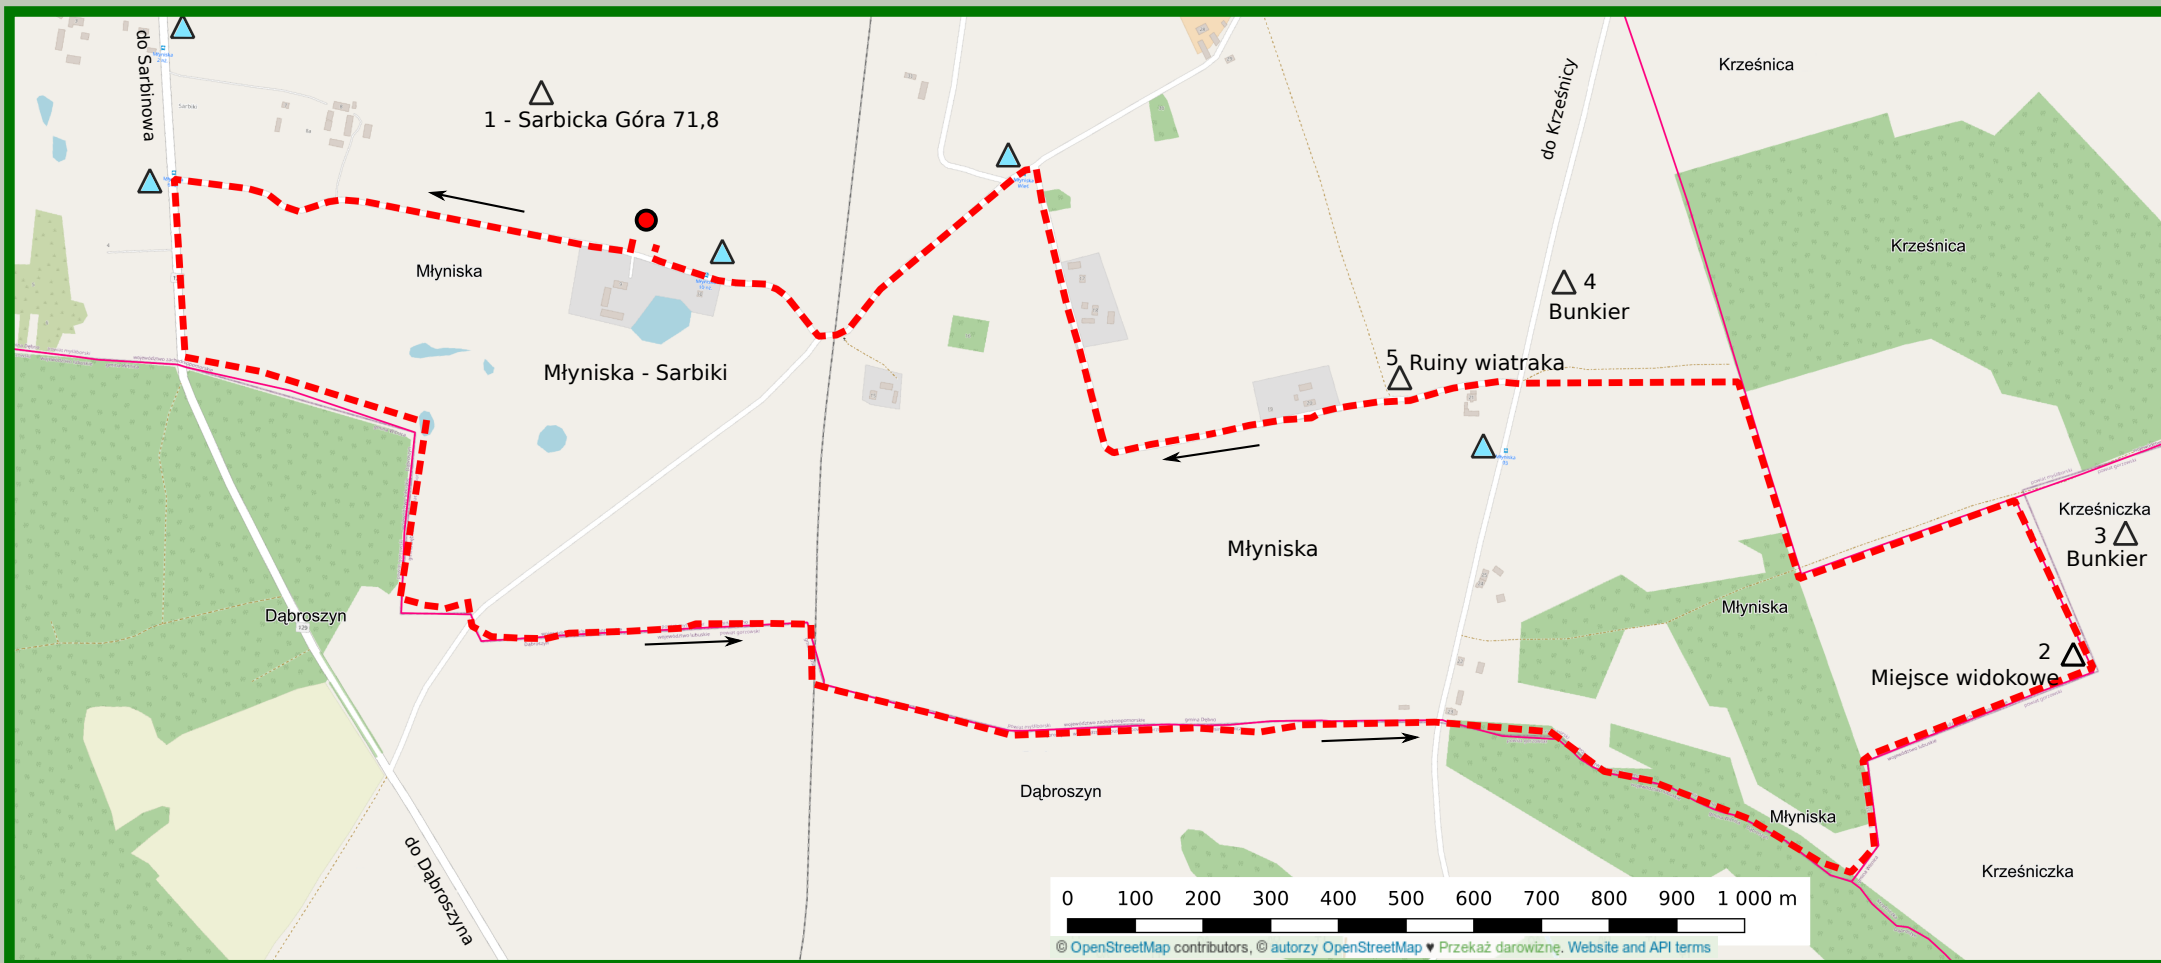 do Sarbinowa
Sarbiki
1 - Sarbicka Góra 71,8
do Krześnicy
Krześnica
Krześnica
Młyniska
4
Bunkier
5 Ruiny wiatraka
Młyniska - Sarbiki
Krześniczka
3
Bunkier
Młyniska
Młyniska
Dąbroszyn
2
Miejsce widokowe
Dąbroszyn
Młyniska
do Dąbroszyna
Krześniczka
0 100 200 300 400 500 600 700 800 900 1 000 m
© OpenStreetMap contributors, © autorzy OpenStreetMap ♥ Przekaż darowiznę. Website and API terms